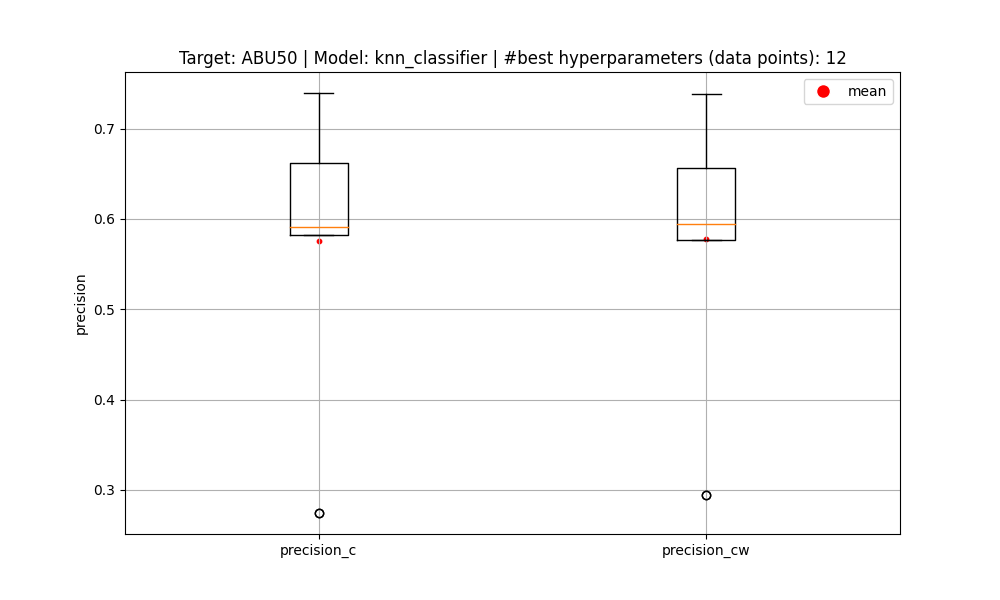 Target: ABU50 | Model: knn_classifier | #best hyperparameters (data points): 12
mean
0.7
0.6
0.5
0.4
0.3
precision
precision_c
precision_cw